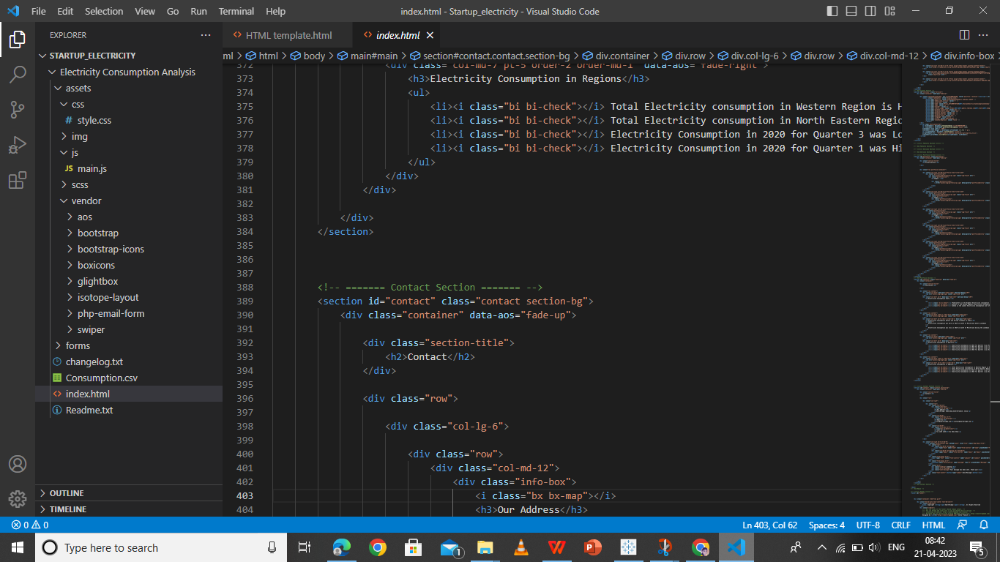 File Edit Selection View Go Run Terminal Help index.html - Startup_electricity - Visual Studio Code
EXPLORER
STARTUP_ELECTRICITY
Electricity Consumption Analysis
assets
css
# style.css
img
js
JS main.js
scss
vendor
aos
bootstrap
bootstrap-icons
boxicons
glightbox
isotope-layout
php-email-form
swiper
forms
changelog.txt
Consumption.csv
<> index.html
Readme.txt
OUTLINE
TIMELINE
<> HTML template.html <> index.html
ml > html > body > main#main > section#contact.contact.section-bg > div.container > div.row > div.col-lg-6 > div.row > div.col-md-12 > div.info-box >
372 <div class="col-md-7 pt-5 order-2 order-md-1" data-aos="fade-right">
373 <h3>Electricity Consumption in Regions</h3>
374 <ul>
375 <li><i class="bi bi-check"></i> Total Electricity consumption in Western Region is H
376 <li><i class="bi bi-check"></i> Total Electricity consumption in North Eastern Regio
377 <li><i class="bi bi-check"></i> Electricity Consumption in 2020 for Quarter 3 was Lo
378 <li><i class="bi bi-check"></i> Electricity Consumption in 2020 for Quarter 1 was Hi
379 </ul>
380 </div>
381 </div>
382
383 </div>
384 </section>
385
386
387
388 <!-- ======= Contact Section ======= -->
389 <section id="contact" class="contact section-bg">
390 <div class="container" data-aos="fade-up">
391
392 <div class="section-title">
393 <h2>Contact</h2>
394 </div>
395
396 <div class="row">
397
398 <div class="col-lg-6">
399
400 <div class="row">
401 <div class="col-md-12">
402 <div class="info-box">
403 <i class="bx bx-map"></i>
404 <h3>Our Address</h3>
0 0 Ln 403, Col 62 Spaces: 4 UTF-8 CRLF HTML
Type here to search 1 W P ENG 08:42
21-04-2023 5